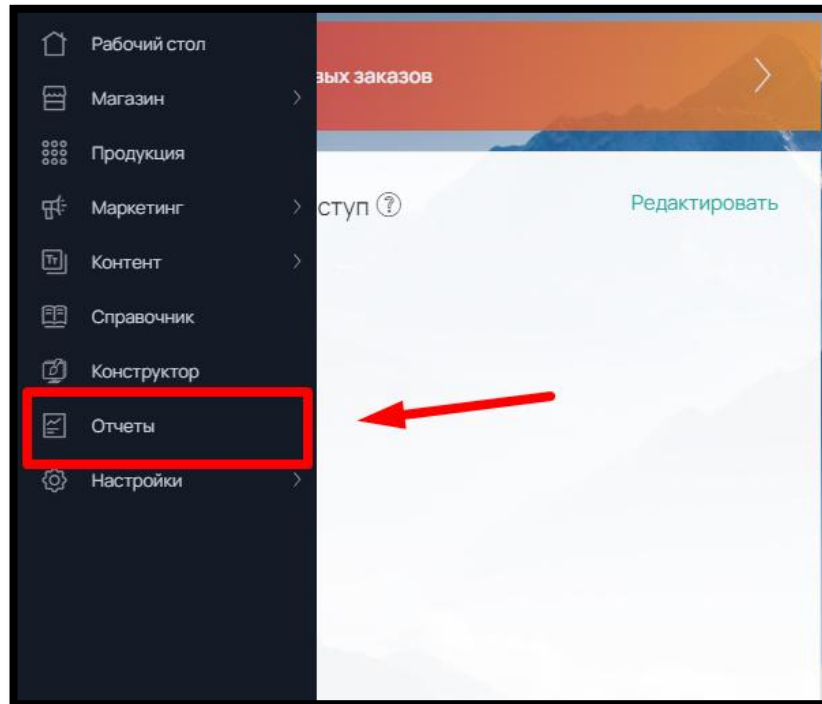 Рабочий стол
вых заказов
Магазин
Продукция
Маркетинг
ступ ? Редактировать
Контент
Справочник
Конструктор
Отчеты
Настройки